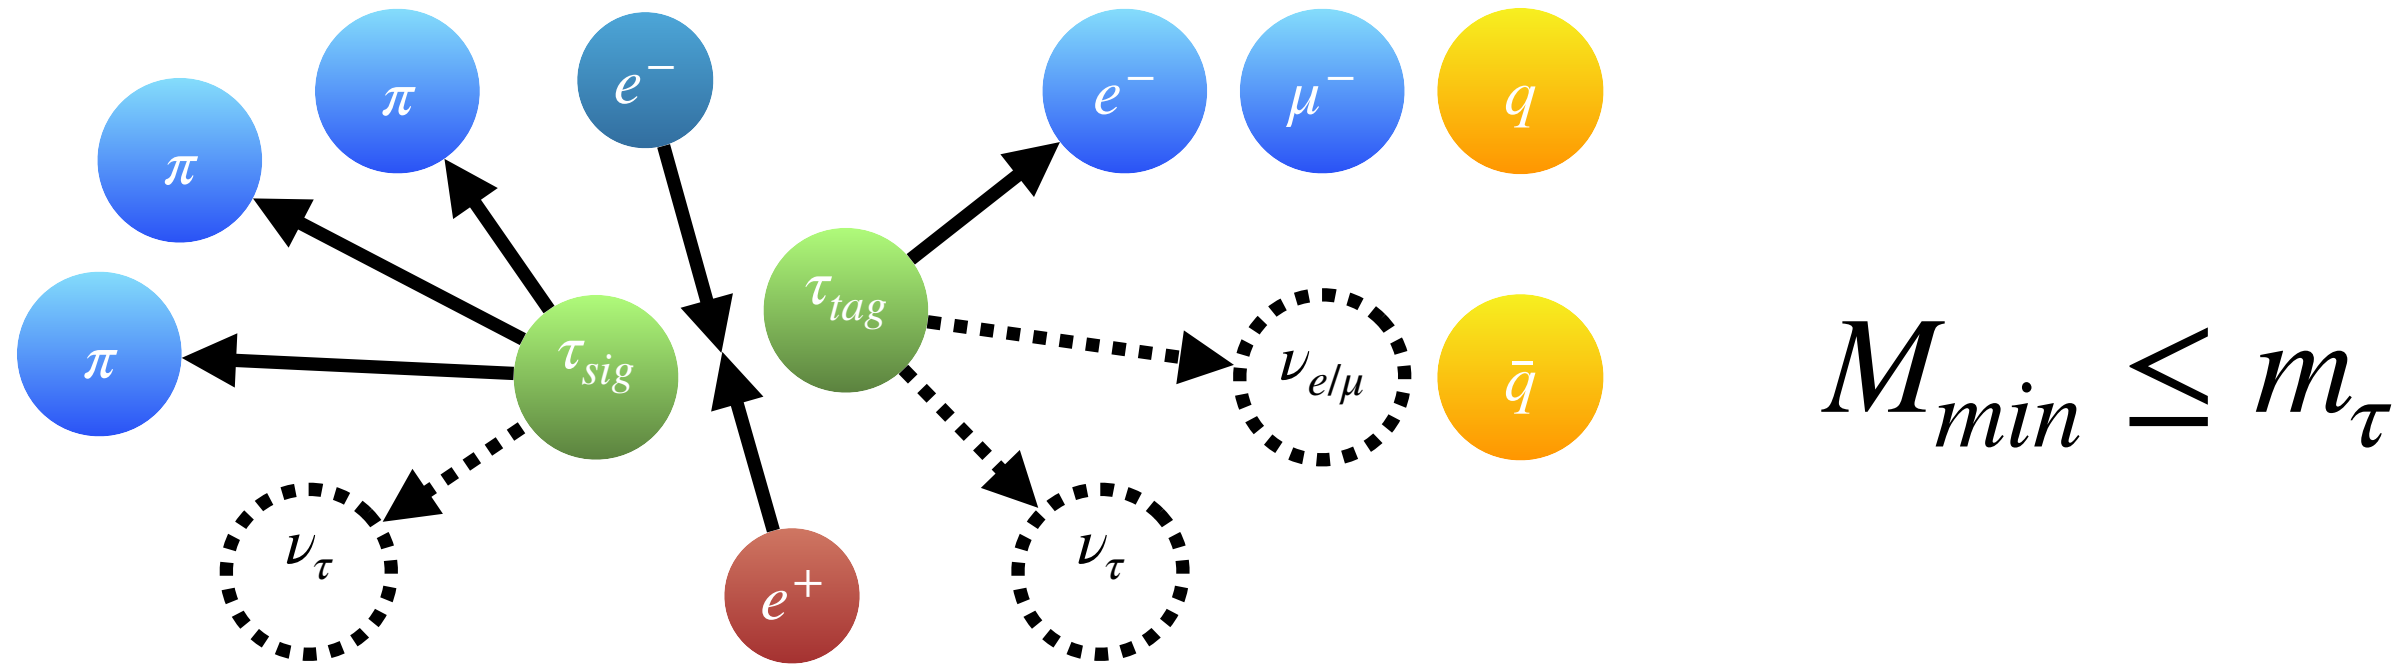 π
π
π
e⁻
e⁻
μ⁻
q
τ_tag
τ_sig
ν_e/μ
q̄
M_min ≤ m_τ
ν_τ
e⁺
ν_τ